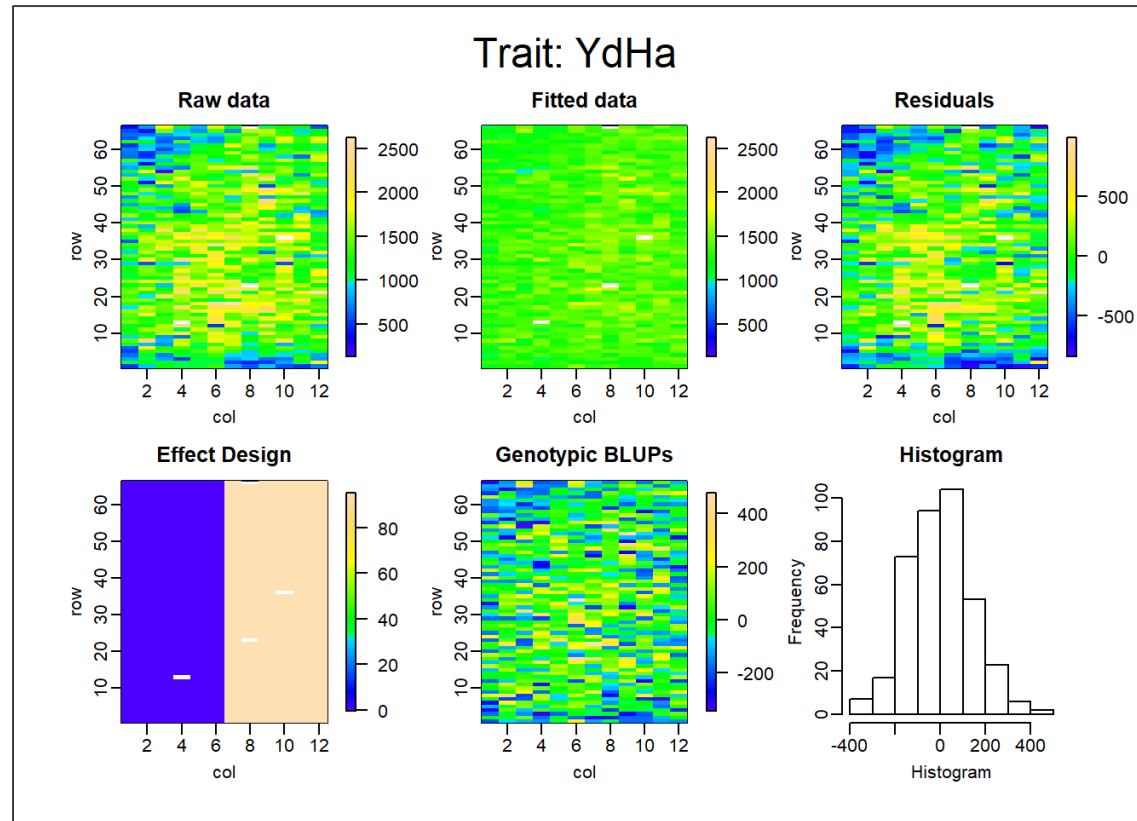 Trait: YdHa
Raw data
Fitted data
Residuals
row
10 20 30 40 50 60
2 4 6 8 10 12
col
500 1000 1500 2000 2500
row
10 20 30 40 50 60
2 4 6 8 10 12
col
500 1000 1500 2000 2500
row
10 20 30 40 50 60
2 4 6 8 10 12
col
-500 0 500
Effect Design
Genotypic BLUPs
Histogram
row
10 20 30 40 50 60
2 4 6 8 10 12
col
0 20 40 60 80
row
10 20 30 40 50 60
2 4 6 8 10 12
col
-200 0 200 400
Frequency
0 20 40 60 80 100
-400 0 200 400
Histogram